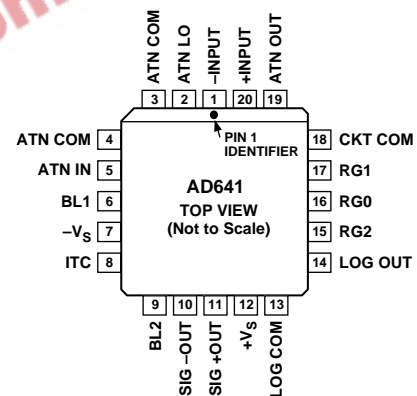 ATN COM
ATN LO
–INPUT
+INPUT
ATN OUT
3 2 1 20 19
PIN 1
IDENTIFIER
ATN COM 4
ATN IN 5
BL1 6
–VS 7
ITC 8
AD641
TOP VIEW
(Not to Scale)
18 CKT COM
17 RG1
16 RG0
15 RG2
14 LOG OUT
9 10 11 12 13
BL2
SIG –OUT
SIG +OUT
+VS
LOG COM